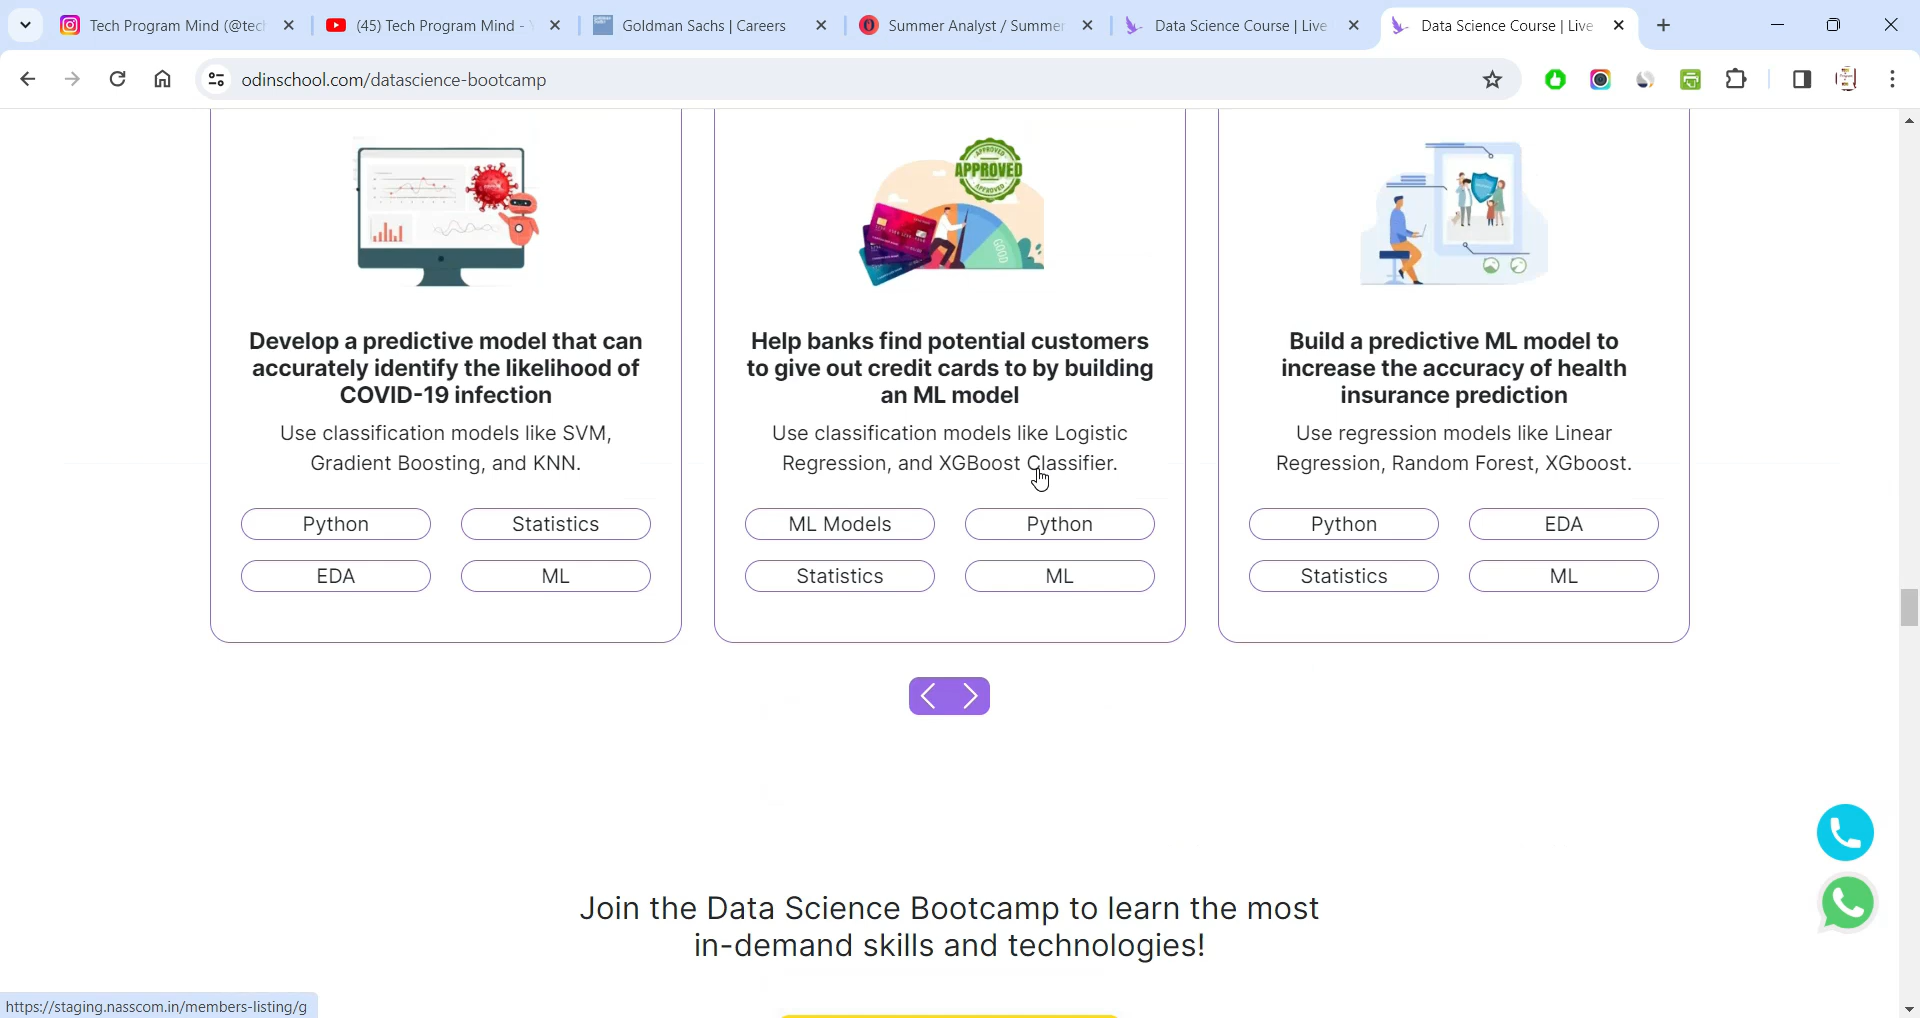 Tech Program Mind (@tec
(45) Tech Program Mind -
Goldman Sachs | Careers
Summer Analyst / Summer
Data Science Course | Live
Data Science Course | Live
odinschool.com/datascience-bootcamp
APPROVED
GOOD
Develop a predictive model that can
accurately identify the likelihood of
COVID-19 infection
Use classification models like SVM,
Gradient Boosting, and KNN.
Python
Statistics
EDA
ML
Help banks find potential customers
to give out credit cards to by building
an ML model
Use classification models like Logistic
Regression, and XGBoost Classifier.
ML Models
Python
Statistics
ML
Build a predictive ML model to
increase the accuracy of health
insurance prediction
Use regression models like Linear
Regression, Random Forest, XGboost.
Python
EDA
Statistics
ML
Join the Data Science Bootcamp to learn the most
in-demand skills and technologies!
https://staging.nasscom.in/members-listing/g